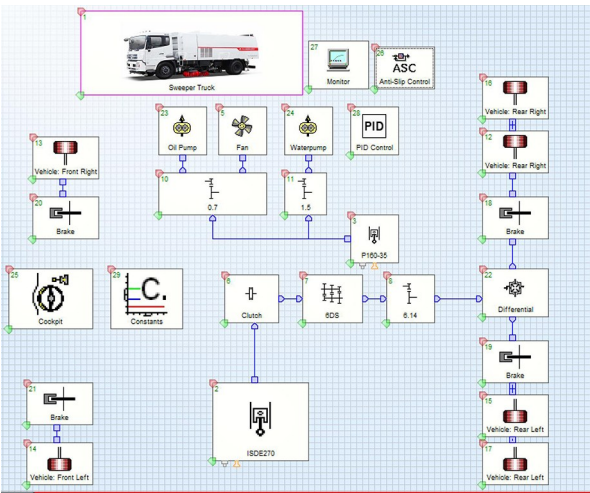 1
Sweeper Truck
27
Monitor
26
ASC
Anti-Slip Control
16
Vehicle: Rear Right
23
Oil Pump
5
Fan
24
Waterpump
28
PID
PID Control
12
Vehicle: Rear Right
13
Vehicle: Front Right
10
0.7
11
1.5
20
Brake
18
Brake
3
P160-35
25
Cockpit
29
C.
Constants
6
Clutch
7
6DS
8
6.14
22
Differential
19
Brake
21
Brake
2
ISDE270
15
Vehicle: Rear Left
14
Vehicle: Front Left
17
Vehicle: Rear Left